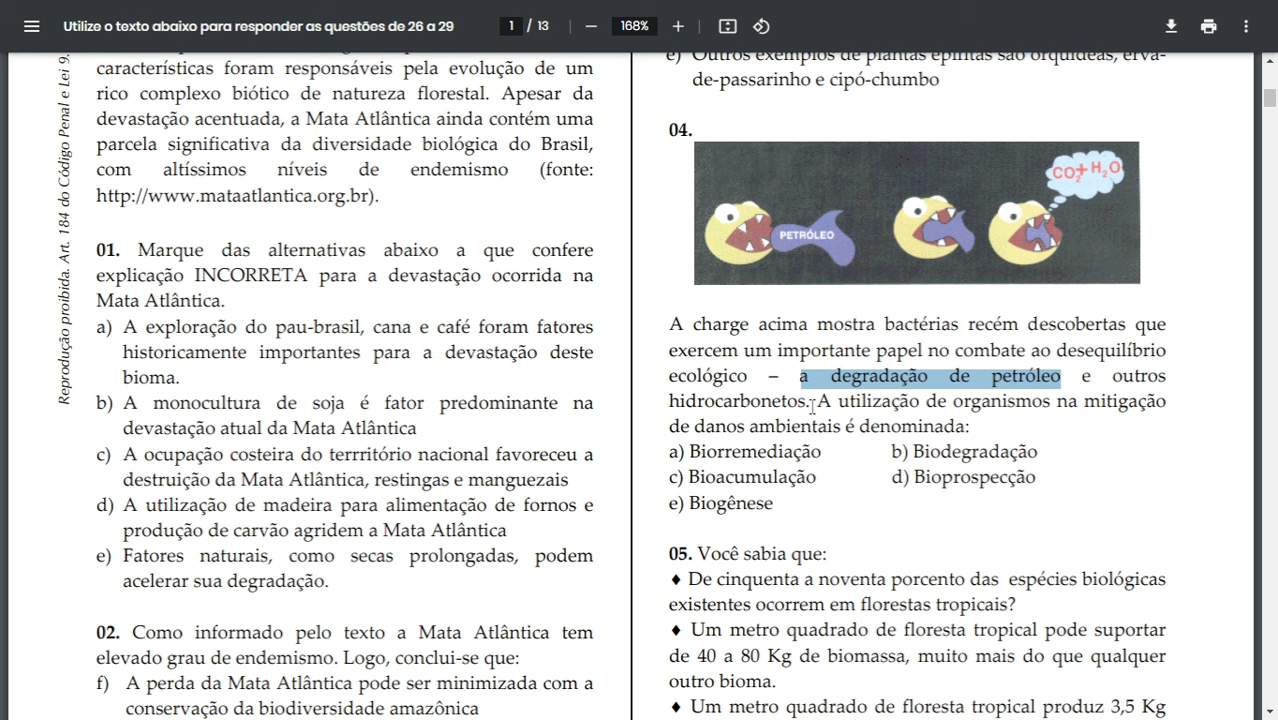 Utilize o texto abaixo para responder as questões de 26 a 29
1 / 13
168%
Reprodução proibida. Art. 184 do Código Penal e Lei 9.
características foram responsáveis pela evolução de um
rico complexo biótico de natureza florestal. Apesar da
devastação acentuada, a Mata Atlântica ainda contém uma
parcela significativa da diversidade biológica do Brasil,
com altíssimos níveis de endemismo (fonte:
http://www.mataatlantica.org.br).
01. Marque das alternativas abaixo a que confere
explicação INCORRETA para a devastação ocorrida na
Mata Atlântica.
a) A exploração do pau-brasil, cana e café foram fatores
historicamente importantes para a devastação deste
bioma.
b) A monocultura de soja é fator predominante na
devastação atual da Mata Atlântica
c) A ocupação costeira do terrritório nacional favoreceu a
destruição da Mata Atlântica, restingas e manguezais
d) A utilização de madeira para alimentação de fornos e
produção de carvão agridem a Mata Atlântica
e) Fatores naturais, como secas prolongadas, podem
acelerar sua degradação.
02. Como informado pelo texto a Mata Atlântica tem
elevado grau de endemismo. Logo, conclui-se que:
f) A perda da Mata Atlântica pode ser minimizada com a
conservação da biodiversidade amazônica
e) Outros exemplos de plantas epífitas são orquídeas, erva-
de-passarinho e cipó-chumbo
04.
PETRÓLEO
CO2+H2O
A charge acima mostra bactérias recém descobertas que
exercem um importante papel no combate ao desequilíbrio
ecológico – a degradação de petróleo e outros
hidrocarbonetos. A utilização de organismos na mitigação
de danos ambientais é denominada:
a) Biorremediação b) Biodegradação
c) Bioacumulação d) Bioprospecção
e) Biogênese
05. Você sabia que:
♦ De cinquenta a noventa porcento das espécies biológicas
existentes ocorrem em florestas tropicais?
♦ Um metro quadrado de floresta tropical pode suportar
de 40 a 80 Kg de biomassa, muito mais do que qualquer
outro bioma.
♦ Um metro quadrado de floresta tropical produz 3,5 Kg